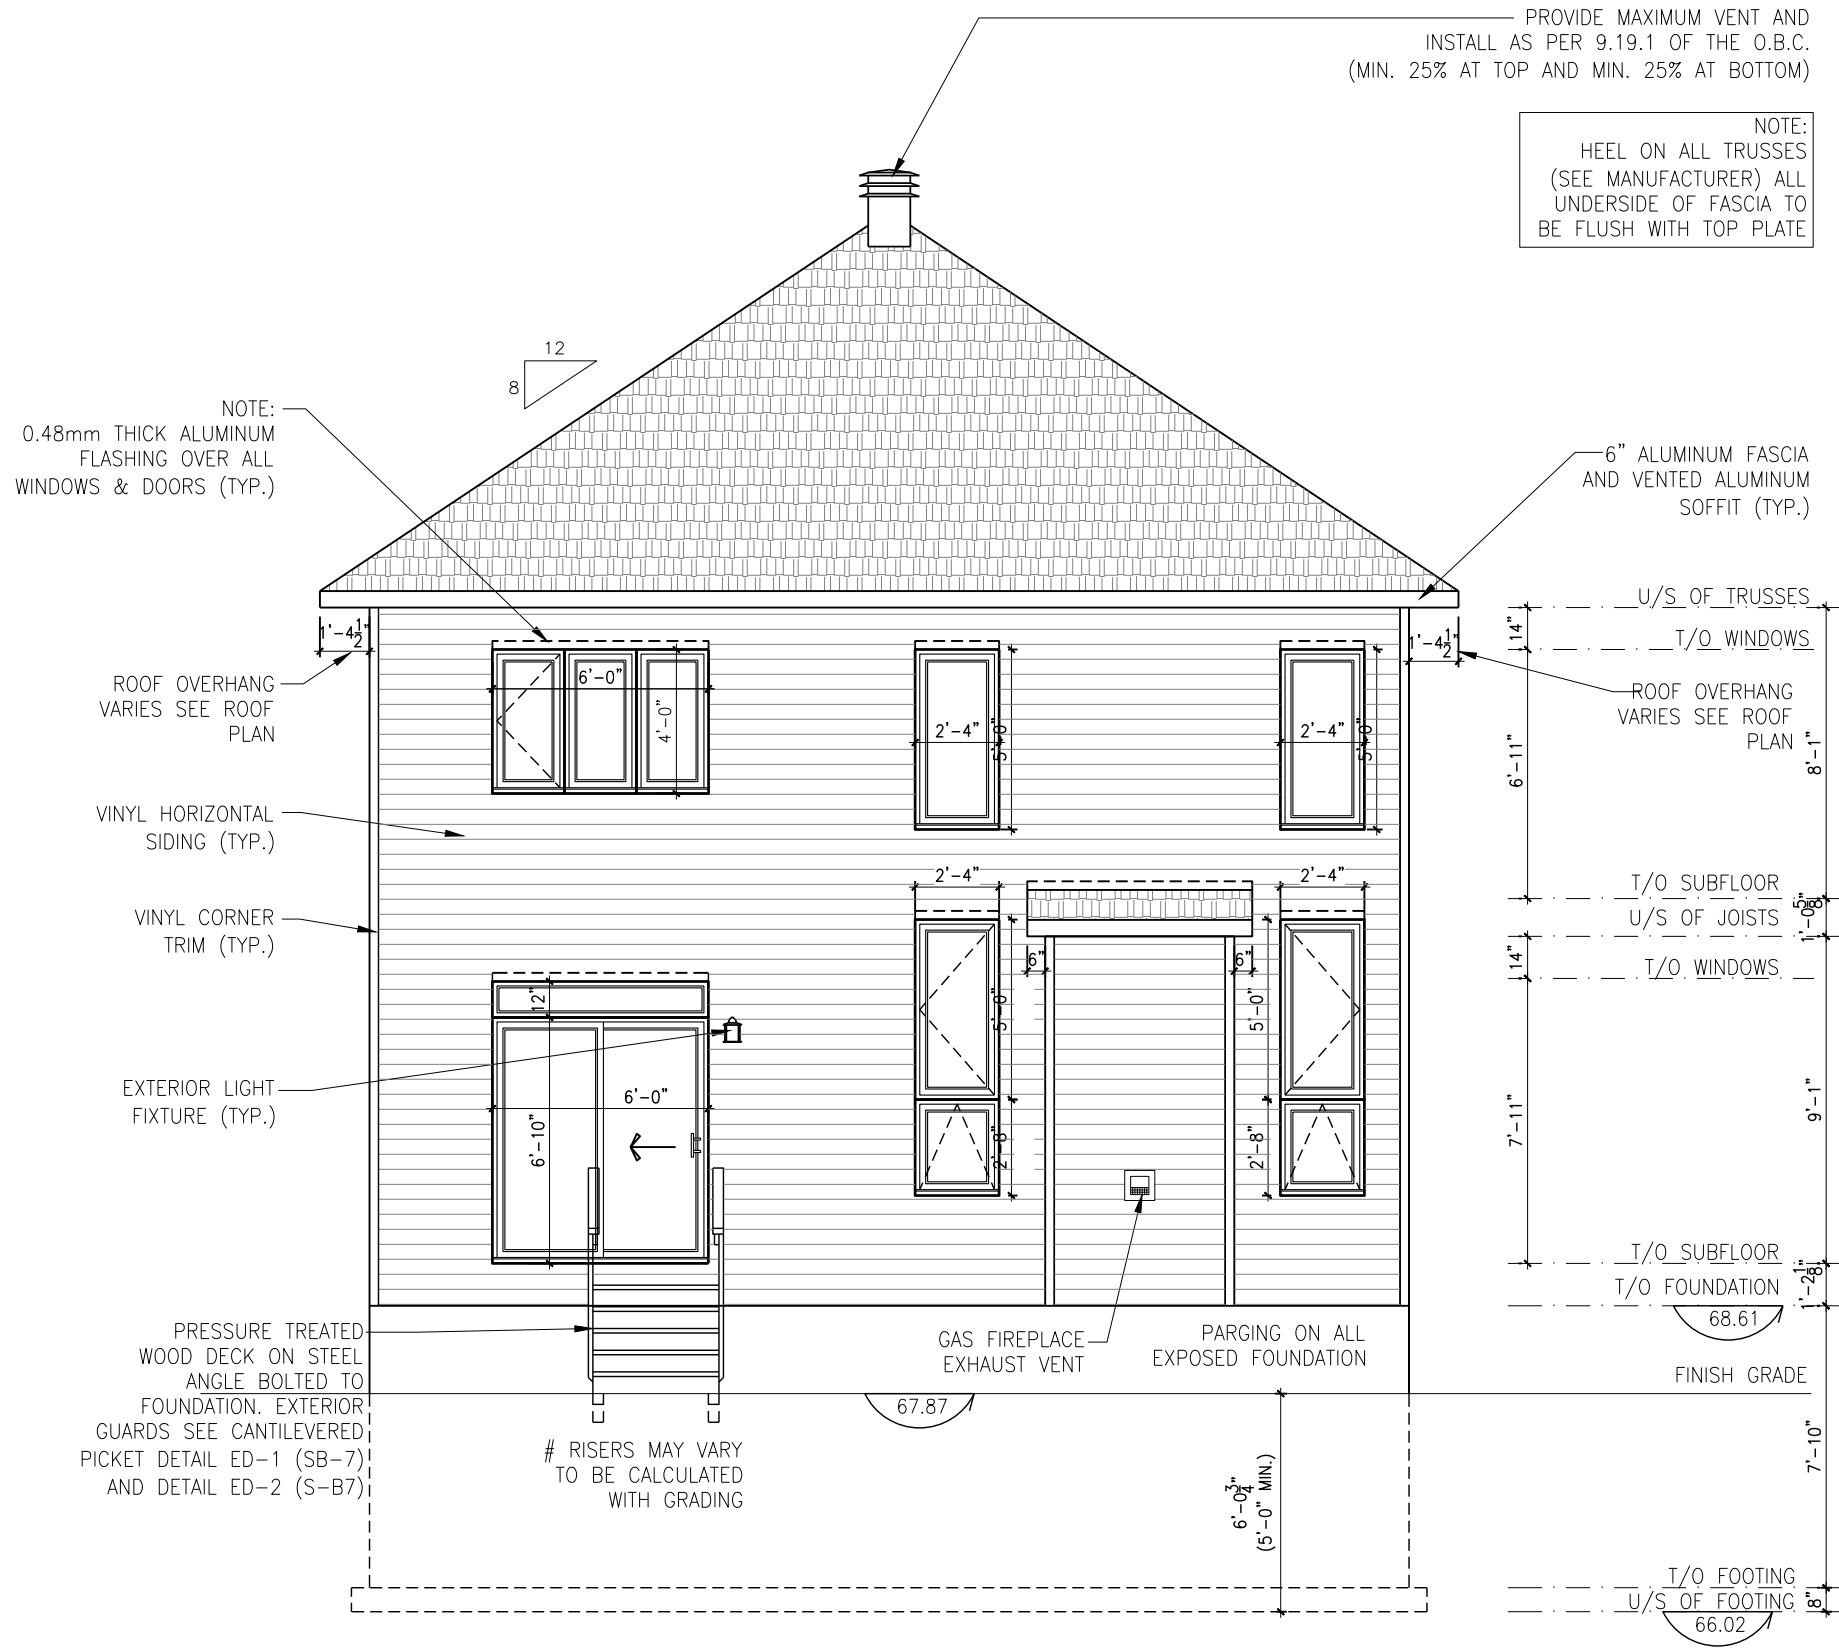 PROVIDE MAXIMUM VENT AND
INSTALL AS PER 9.19.1 OF THE O.B.C.
(MIN. 25% AT TOP AND MIN. 25% AT BOTTOM)
NOTE:
HEEL ON ALL TRUSSES
(SEE MANUFACTURER) ALL
UNDERSIDE OF FASCIA TO
BE FLUSH WITH TOP PLATE
12
8
NOTE:
0.48mm THICK ALUMINUM
FLASHING OVER ALL
WINDOWS & DOORS (TYP.)
6" ALUMINUM FASCIA
AND VENTED ALUMINUM
SOFFIT (TYP.)
U/S OF TRUSSES
14"
T/O WINDOWS
1'-4½"
1'-4½"
ROOF OVERHANG
VARIES SEE ROOF
PLAN
ROOF OVERHANG
VARIES SEE ROOF
PLAN
6'-0"
4'-0"
2'-4"
5'-0"
2'-4"
5'-0"
6'-11"
8'-1"
VINYL HORIZONTAL
SIDING (TYP.)
2'-4"
2'-4"
T/O SUBFLOOR
1'-0⅝"
U/S OF JOISTS
VINYL CORNER
TRIM (TYP.)
6"
6"
14"
T/O WINDOWS
12"
5'-0"
5'-0"
EXTERIOR LIGHT
FIXTURE (TYP.)
6'-0"
6'-10"
2'-8"
2'-8"
7'-11"
9'-1"
T/O SUBFLOOR
1'-2⅛"
T/O FOUNDATION
68.61
PRESSURE TREATED
WOOD DECK ON STEEL
ANGLE BOLTED TO
FOUNDATION. EXTERIOR
GUARDS SEE CANTILEVERED
PICKET DETAIL ED-1 (SB-7)
AND DETAIL ED-2 (S-B7)
GAS FIREPLACE
EXHAUST VENT
PARGING ON ALL
EXPOSED FOUNDATION
FINISH GRADE
67.87
# RISERS MAY VARY
TO BE CALCULATED
WITH GRADING
6'-0¾"
(5'-0" MIN.)
7'-10"
T/O FOOTING
U/S OF FOOTING
8"
66.02